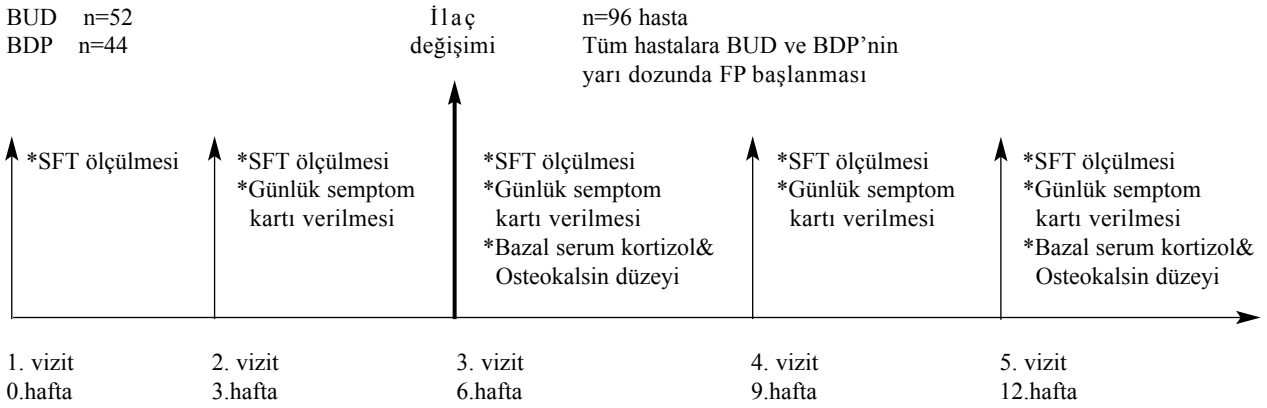 BUD n=52
BDP n=44
İlaç
değişimi
n=96 hasta
Tüm hastalara BUD ve BDP’nin
yarı dozunda FP başlanması
*SFT ölçülmesi
*SFT ölçülmesi
*Günlük semptom
kartı verilmesi
*SFT ölçülmesi
*Günlük semptom
kartı verilmesi
*Bazal serum kortizol&
Osteokalsin düzeyi
*SFT ölçülmesi
*Günlük semptom
kartı verilmesi
*SFT ölçülmesi
*Günlük semptom
kartı verilmesi
*Bazal serum kortizol&
Osteokalsin düzeyi
1. vizit
0.hafta
2. vizit
3.hafta
3. vizit
6.hafta
4. vizit
9.hafta
5. vizit
12.hafta